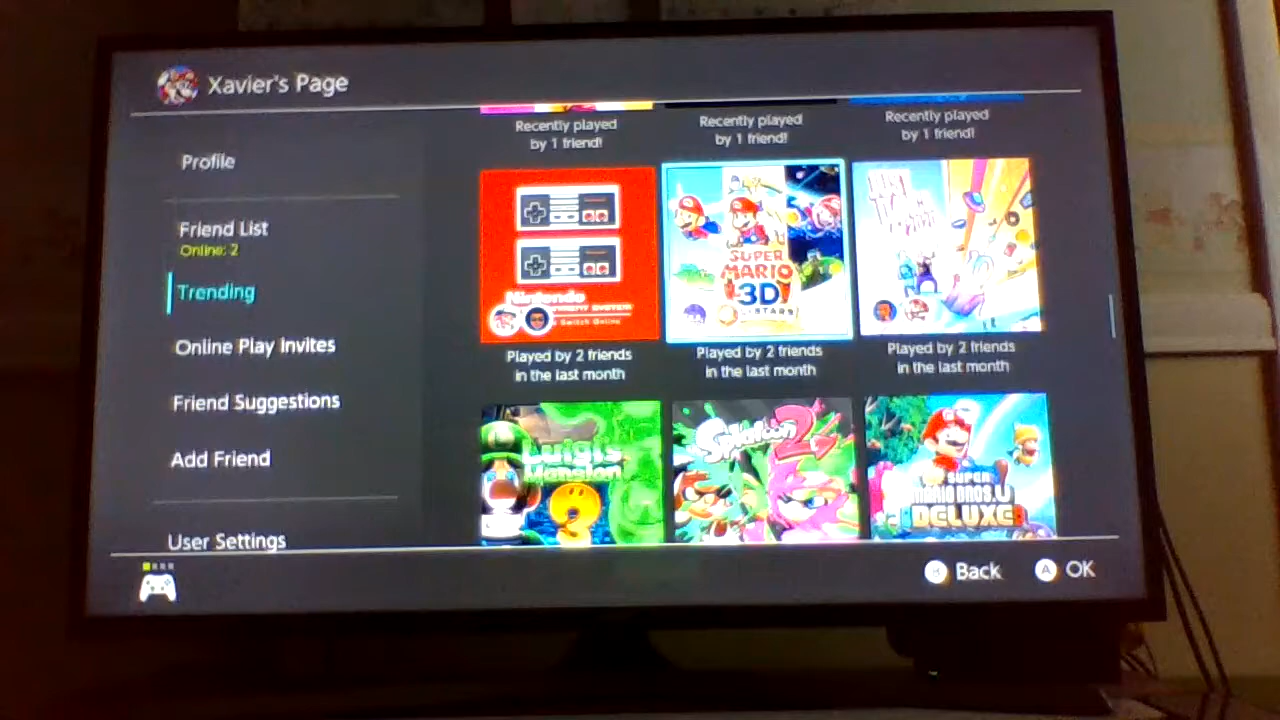 Xavier's Page
Profile
Friend List
Online: 2
Trending
Online Play Invites
Friend Suggestions
Add Friend
User Settings
Recently played
by 1 friend!
Recently played
by 1 friend!
Recently played
by 1 friend!
Nintendo
Switch Online
SUPER
MARIO
3D
Played by 2 friends
in the last month
Played by 2 friends
in the last month
Played by 2 friends
in the last month
Luigi's
Mansion
3
Splatoon 2
SUPER
MARIO BROS. U
DELUXE
Back
A
OK